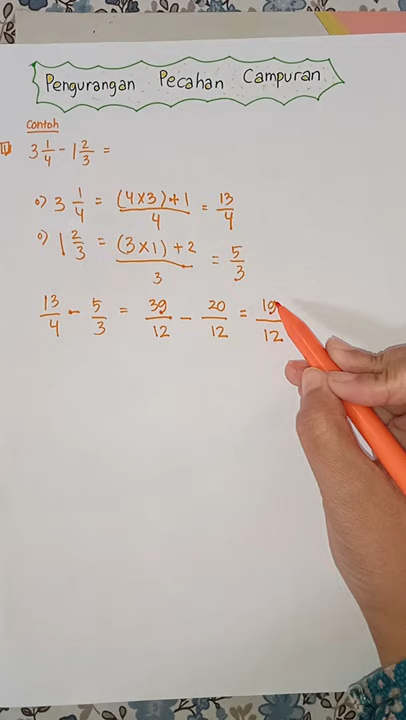 Pengurangan Pecahan Campuran
Contoh
1) 3 1/4 - 1 2/3 =
•) 3 1/4 = (4x3)+1/4 = 13/4
•) 1 2/3 = (3x1)+2/3 = 5/3
13/4 - 5/3 = 39/12 - 20/12 = 19/12